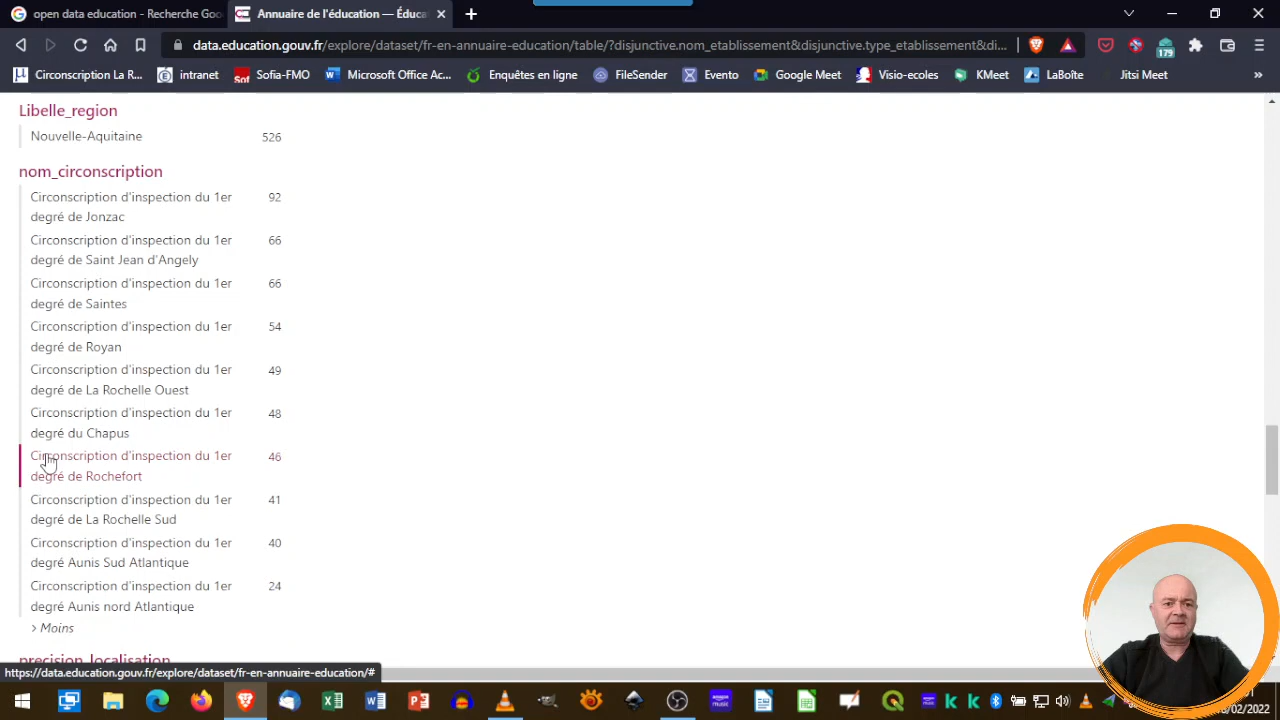 open data education - Recherche Goo
Annuaire de l'éducation — Éduca
data.education.gouv.fr/explore/dataset/fr-en-annuaire-education/table/?disjunctive.nom_etablissement&disjunctive.type_etablissement&di...
179
Circonscription La R...
intranet
Sofia-FMO
Microsoft Office Ac...
Enquêtes en ligne
FileSender
Evento
Google Meet
Visio-ecoles
KMeet
LaBoîte
Jitsi Meet
»
Libelle_region
Nouvelle-Aquitaine 526
nom_circonscription
Circonscription d'inspection du 1er 92
degré de Jonzac
Circonscription d'inspection du 1er 66
degré de Saint Jean d'Angely
Circonscription d'inspection du 1er 66
degré de Saintes
Circonscription d'inspection du 1er 54
degré de Royan
Circonscription d'inspection du 1er 49
degré de La Rochelle Ouest
Circonscription d'inspection du 1er 48
degré du Chapus
Circonscription d'inspection du 1er 46
degré de Rochefort
Circonscription d'inspection du 1er 41
degré de La Rochelle Sud
Circonscription d'inspection du 1er 40
degré Aunis Sud Atlantique
Circonscription d'inspection du 1er 24
degré Aunis nord Atlantique
> Moins
precision_localisation
https://data.education.gouv.fr/explore/dataset/fr-en-annuaire-education/#
/02/2022